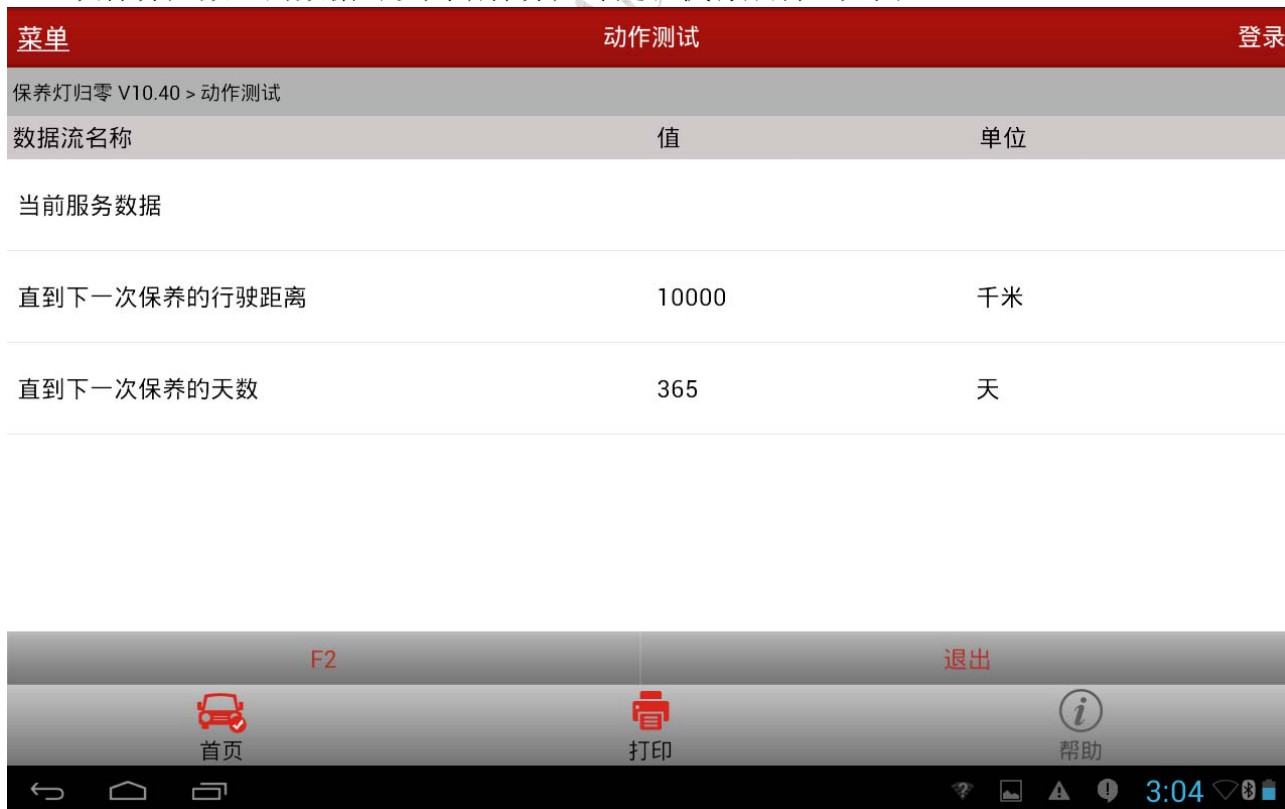 菜单 动作测试 登录
保养灯归零 V10.40 > 动作测试
数据流名称 值 单位
当前服务数据
直到下一次保养的行驶距离 10000 千米
直到下一次保养的天数 365 天
F2 退出
首页 打印 帮助
3:04